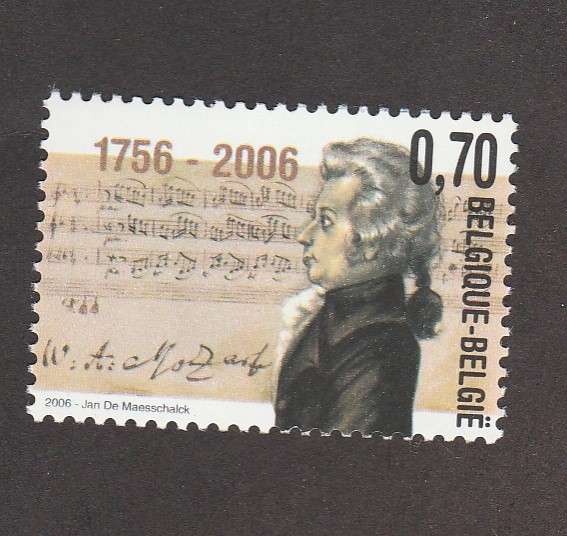 1756 - 2006
0,70
BELGIQUE-BELGIË
W. A. Mozart
2006 - Jan De Maesschalck